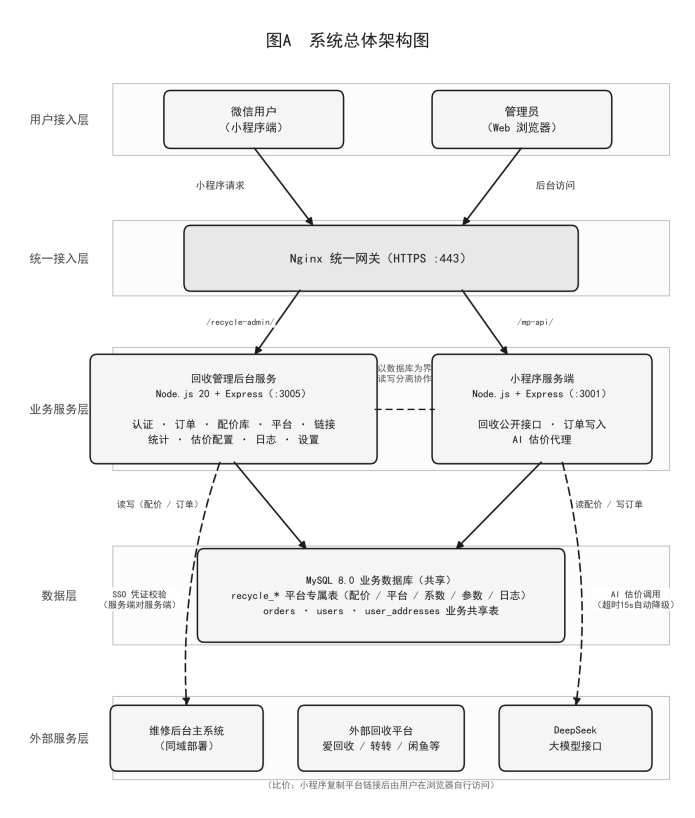 图A 系统总体架构图
用户接入层
微信用户
（小程序端）
管理员
（Web 浏览器）
小程序请求
后台访问
统一接入层
Nginx 统一网关（HTTPS :443）
/recycle-admin/
/mp-api/
业务服务层
回收管理后台服务
Node.js 20 + Express（:3005）
认证 · 订单 · 配价库 · 平台 · 链接
统计 · 估价配置 · 日志 · 设置
以数据库为界
读写分离协作
小程序服务端
Node.js + Express（:3001）
回收公开接口 · 订单写入
AI 估价代理
读写（配价 / 订单）
读配价 / 写订单
数据层
MySQL 8.0 业务数据库（共享）
recycle_* 平台专属表（配价 / 平台 / 系数 / 参数 / 日志）
orders · users · user_addresses 业务共享表
SSO 凭证校验
（服务端对服务端）
AI 估价调用
（超时15s自动降级）
外部服务层
维修后台主系统
（同域部署）
外部回收平台
爱回收 / 转转 / 闲鱼等
DeepSeek
大模型接口
（比价: 小程序复制平台链接后由用户在浏览器自行访问）